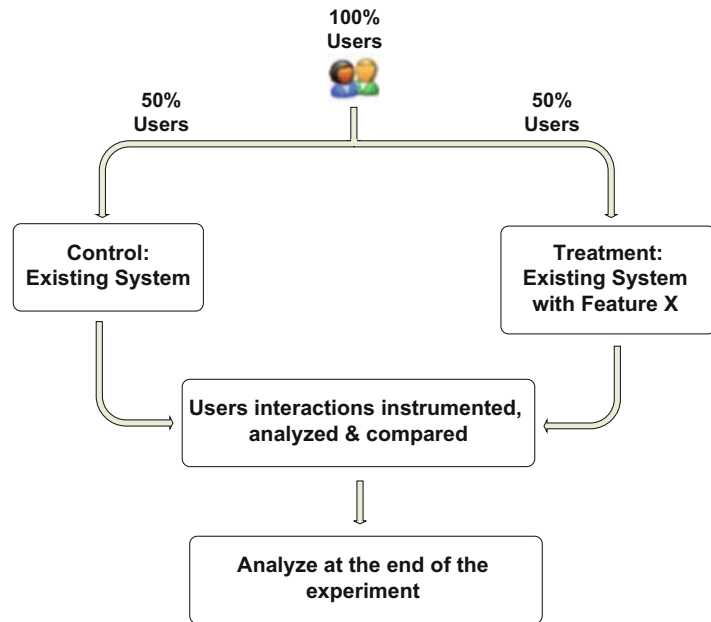 100%
Users
50%
Users
50%
Users
Control:
Existing System
Treatment:
Existing System
with Feature X
Users interactions instrumented,
analyzed & compared
Analyze at the end of the
experiment